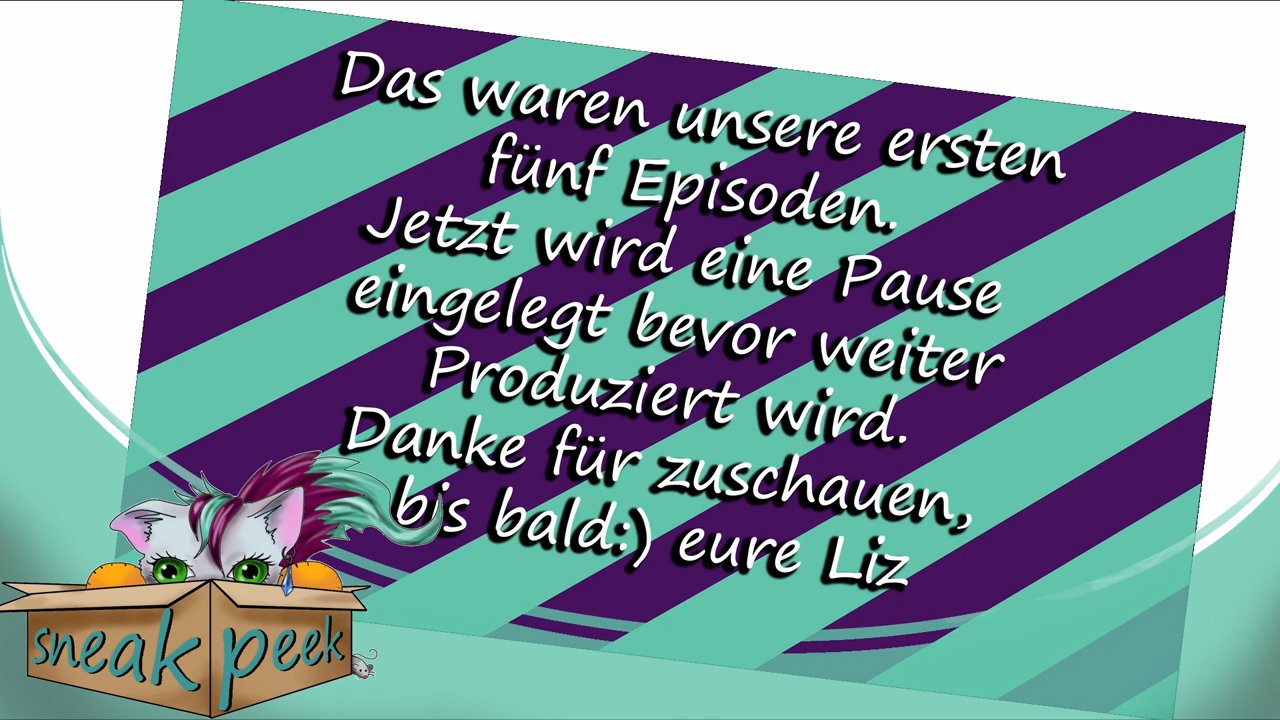 Das waren unsere ersten
fünf Episoden.
Jetzt wird eine Pause
eingelegt bevor weiter
Produziert wird.
Danke für zuschauen,
bis bald:) eure Liz
sneak peek